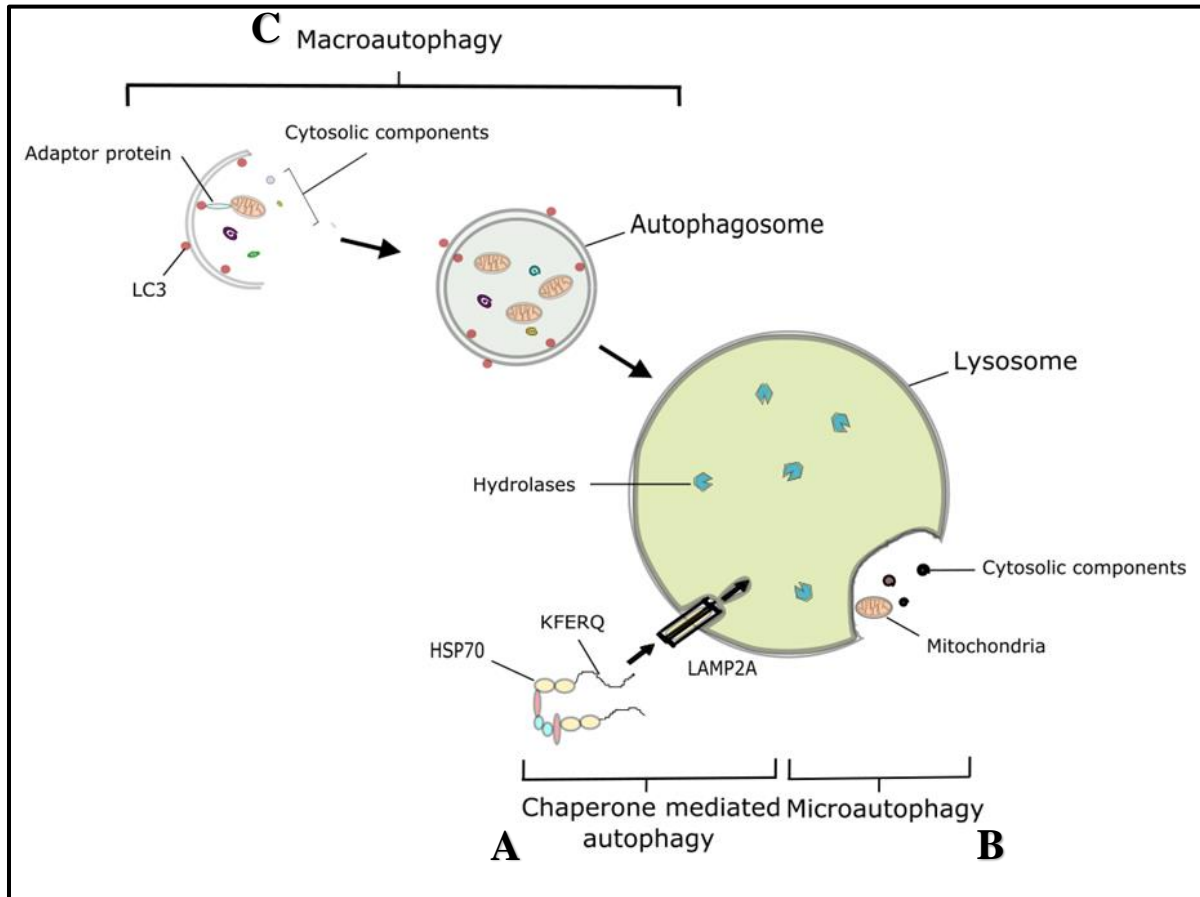 C
Macroautophagy
Cytosolic components
Adaptor protein
LC3
Autophagosome
Lysosome
Hydrolases
Cytosolic components
KFERQ
HSP70
LAMP2A
Mitochondria
Chaperone mediated
autophagy
Microautophagy
A
B